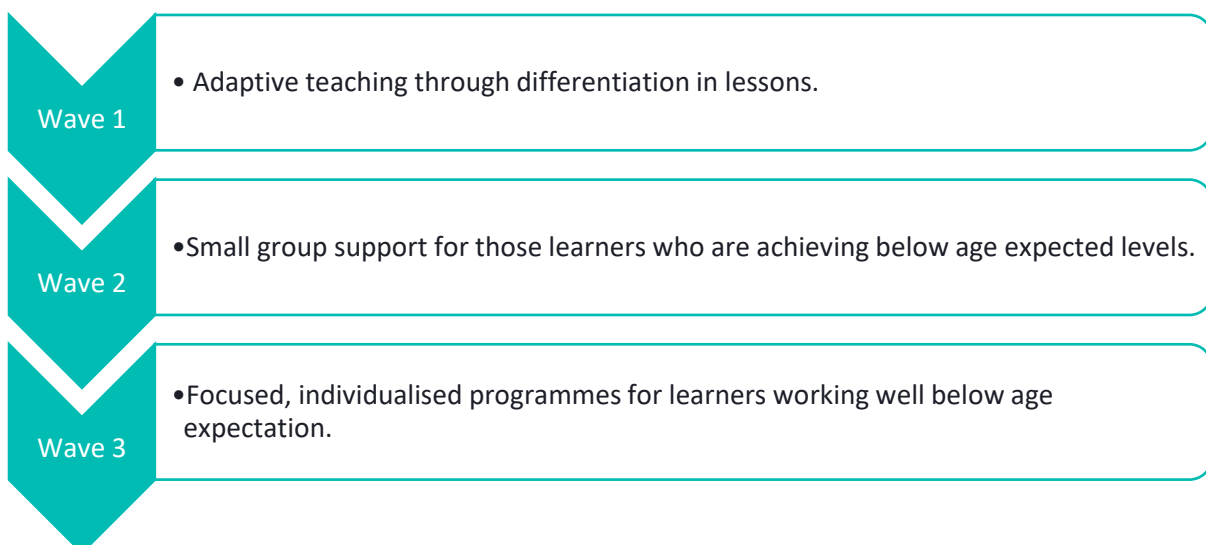 Wave 1
• Adaptive teaching through differentiation in lessons.
Wave 2
•Small group support for those learners who are achieving below age expected levels.
Wave 3
•Focused, individualised programmes for learners working well below age
expectation.